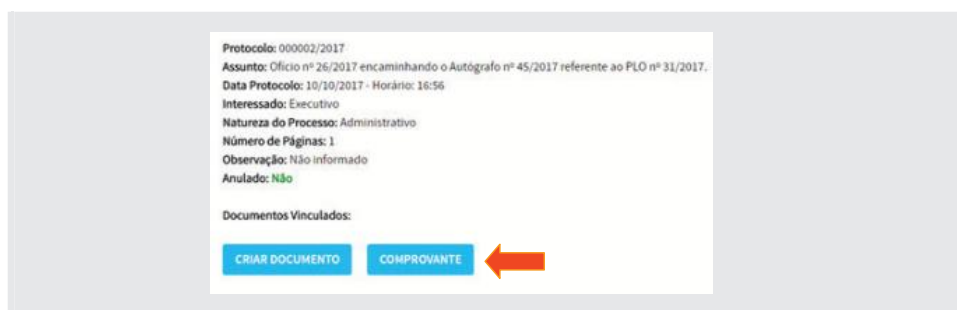 Protocolo: 000002/2017
Assunto: Ofício nº 26/2017 encaminhando o Autógrafo nº 45/2017 referente ao PLO nº 31/2017.
Data Protocolo: 10/10/2017 - Horário: 16:56
Interessado: Executivo
Natureza do Processo: Administrativo
Número de Páginas: 1
Observação: Não informado
Anulado: Não
Documentos Vinculados:
CRIAR DOCUMENTO COMPROVANTE